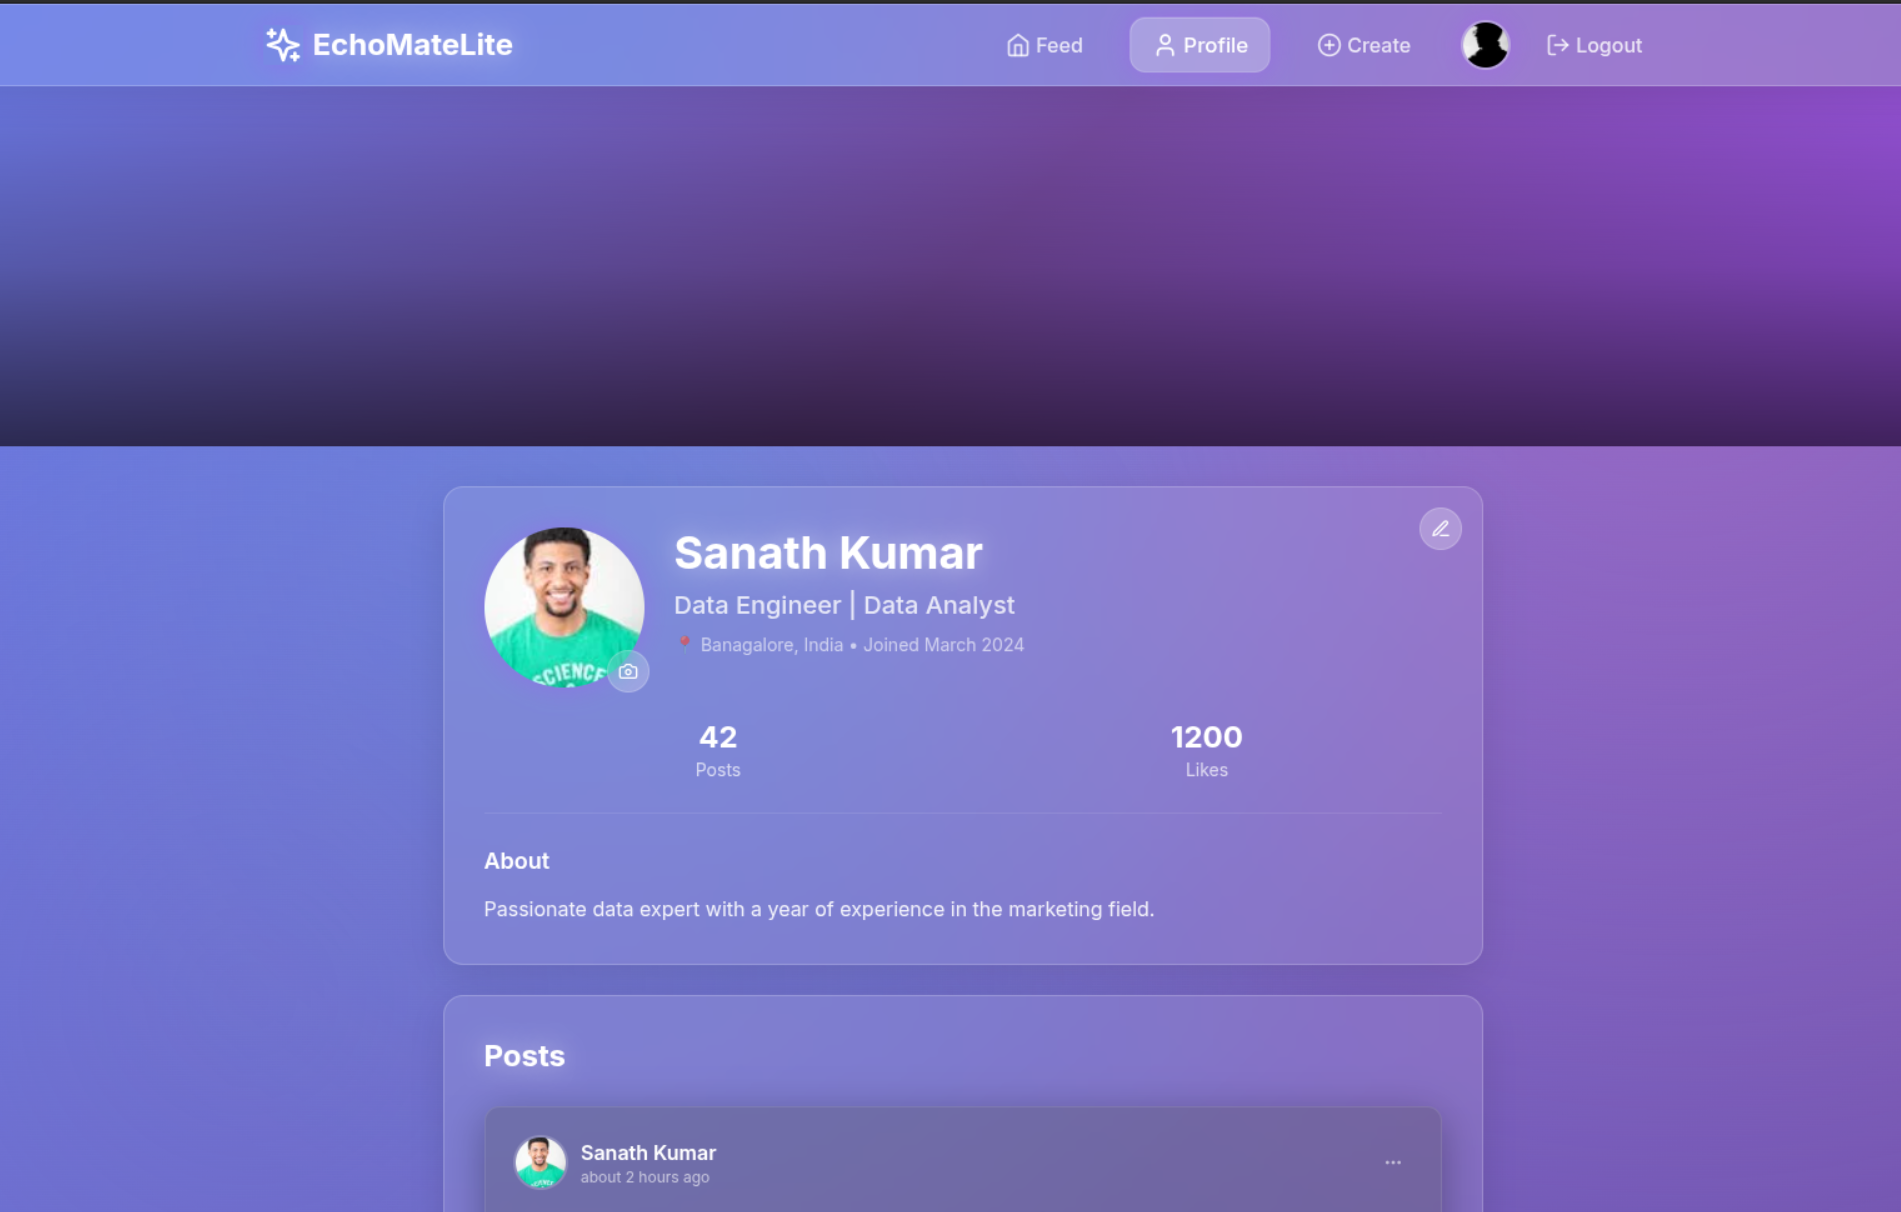 EchoMateLite
Feed
Profile
Create
Logout
Sanath Kumar
Data Engineer | Data Analyst
📍 Banagalore, India • Joined March 2024
SCIENCE
42
Posts
1200
Likes
About
Passionate data expert with a year of experience in the marketing field.
Posts
Sanath Kumar
about 2 hours ago